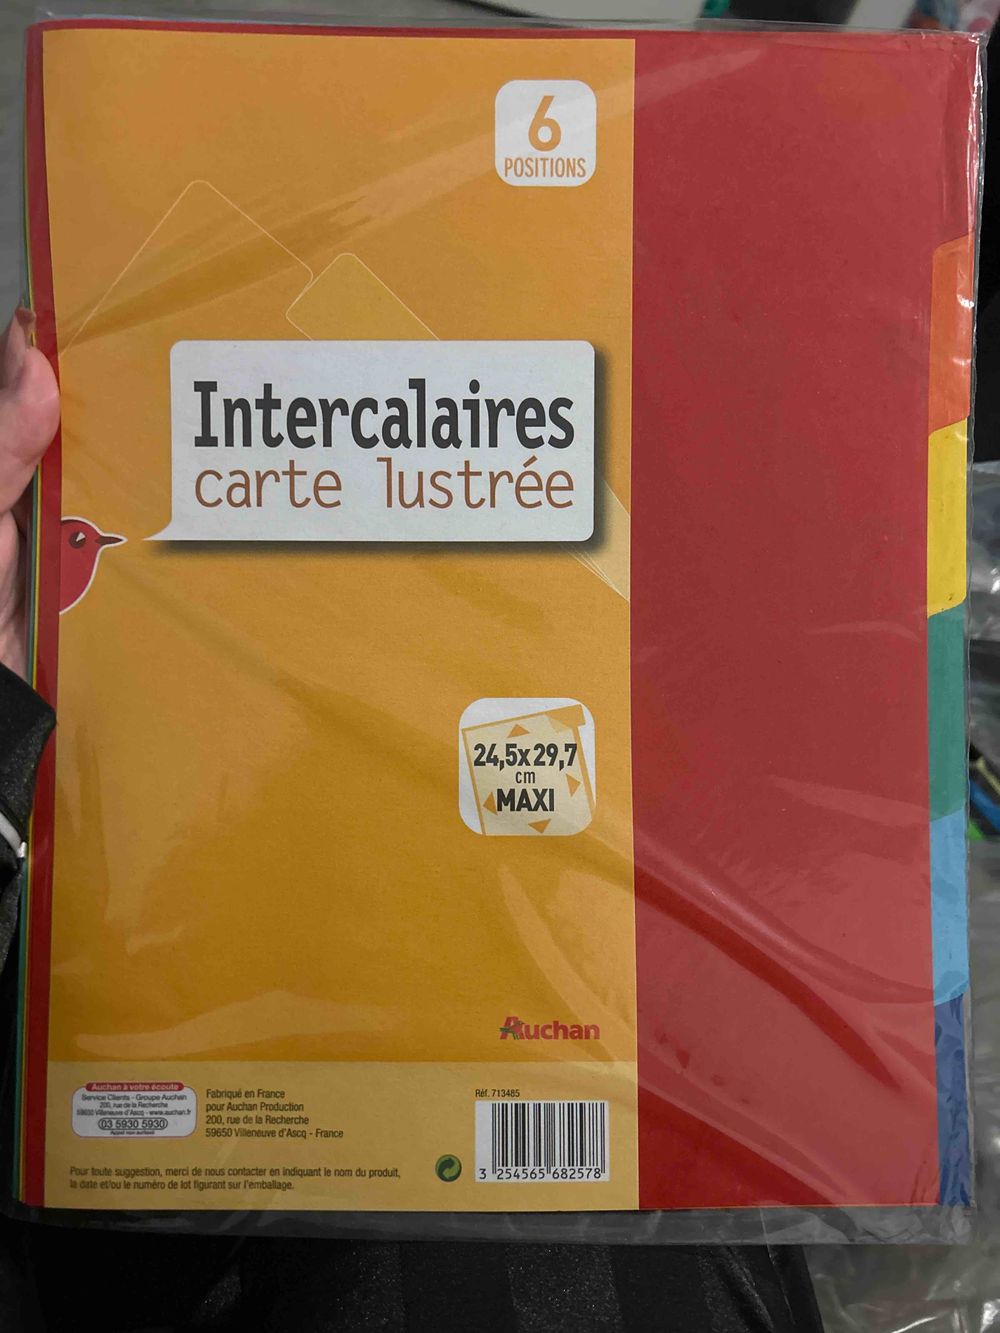 6
POSITIONS
Intercalaires
carte lustrée
24,5x29,7
cm
MAXI
Auchan
Auchan à votre écoute
Service Clients - Groupe Auchan
200, rue de la Recherche
59650 Villeneuve d'Ascq - www.auchan.fr
03 5930 5930
Appel non surtaxé
Fabriqué en France
pour Auchan Production
200, rue de la Recherche
59650 Villeneuve d'Ascq - France
Réf. 713485
3 254565 682578
Pour toute suggestion, merci de nous contacter en indiquant le nom du produit,
la date et/ou le numéro de lot figurant sur l'emballage.